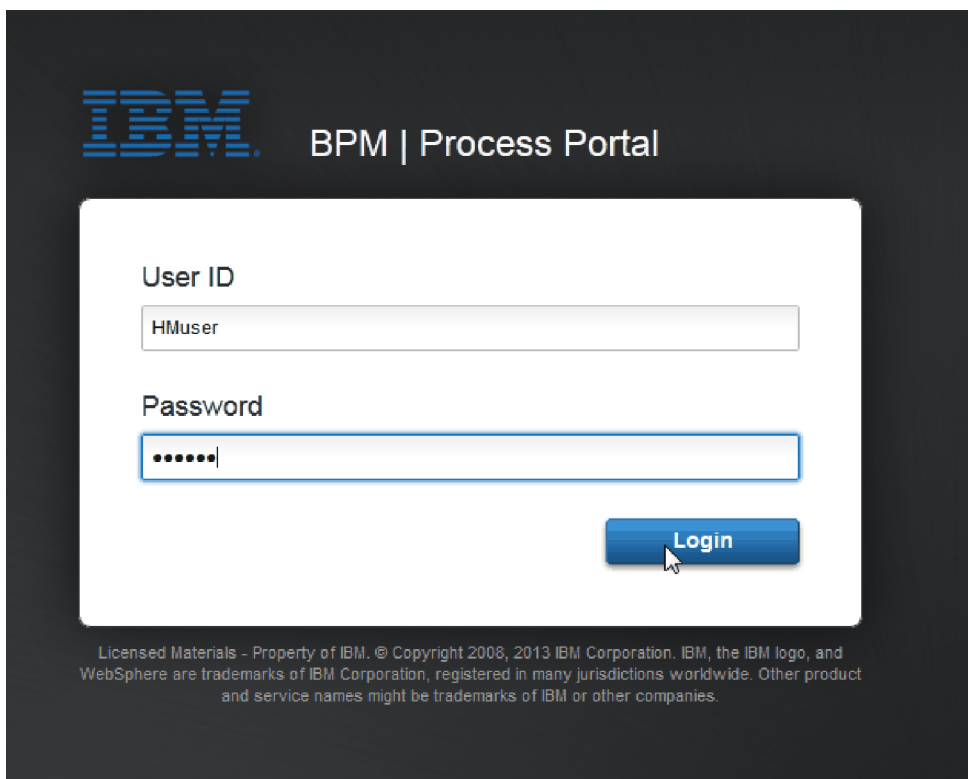 IBM.
BPM | Process Portal
User ID
HMuser
Password
••••••
Login
Licensed Materials - Property of IBM. © Copyright 2008, 2013 IBM Corporation. IBM, the IBM logo, and
WebSphere are trademarks of IBM Corporation, registered in many jurisdictions worldwide. Other product
and service names might be trademarks of IBM or other companies.